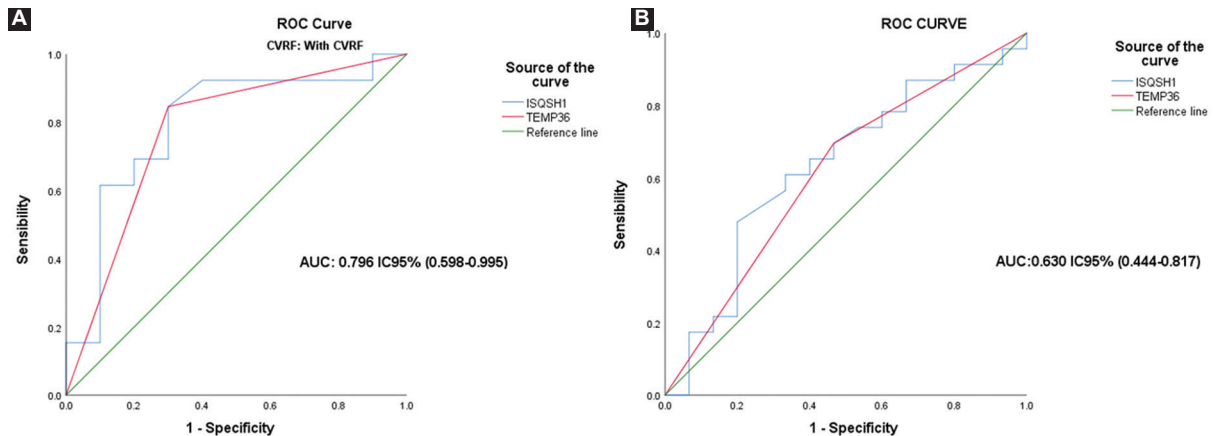 A
ROC Curve
CVRF: With CVRF
Source of the
curve
ISQSH1
TEMP36
Reference line
1.0
0.8
0.6
0.4
0.2
0.0
Sensibility
AUC: 0.796 IC95% (0.598-0.995)
0.0 0.2 0.4 0.6 0.8 1.0
1 - Specificity
B
ROC CURVE
Source of the
curve
ISQSH1
TEMP36
Reference line
1.0
0.8
0.6
0.4
0.2
0.0
Sensibility
AUC:0.630 IC95% (0.444-0.817)
0.0 0.2 0.4 0.6 0.8 1.0
1 - Specificity